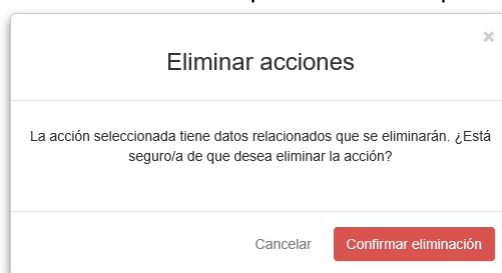 ×
Eliminar acciones
La acción seleccionada tiene datos relacionados que se eliminarán. ¿Está
seguro/a de que desea eliminar la acción?
Cancelar Confirmar eliminación